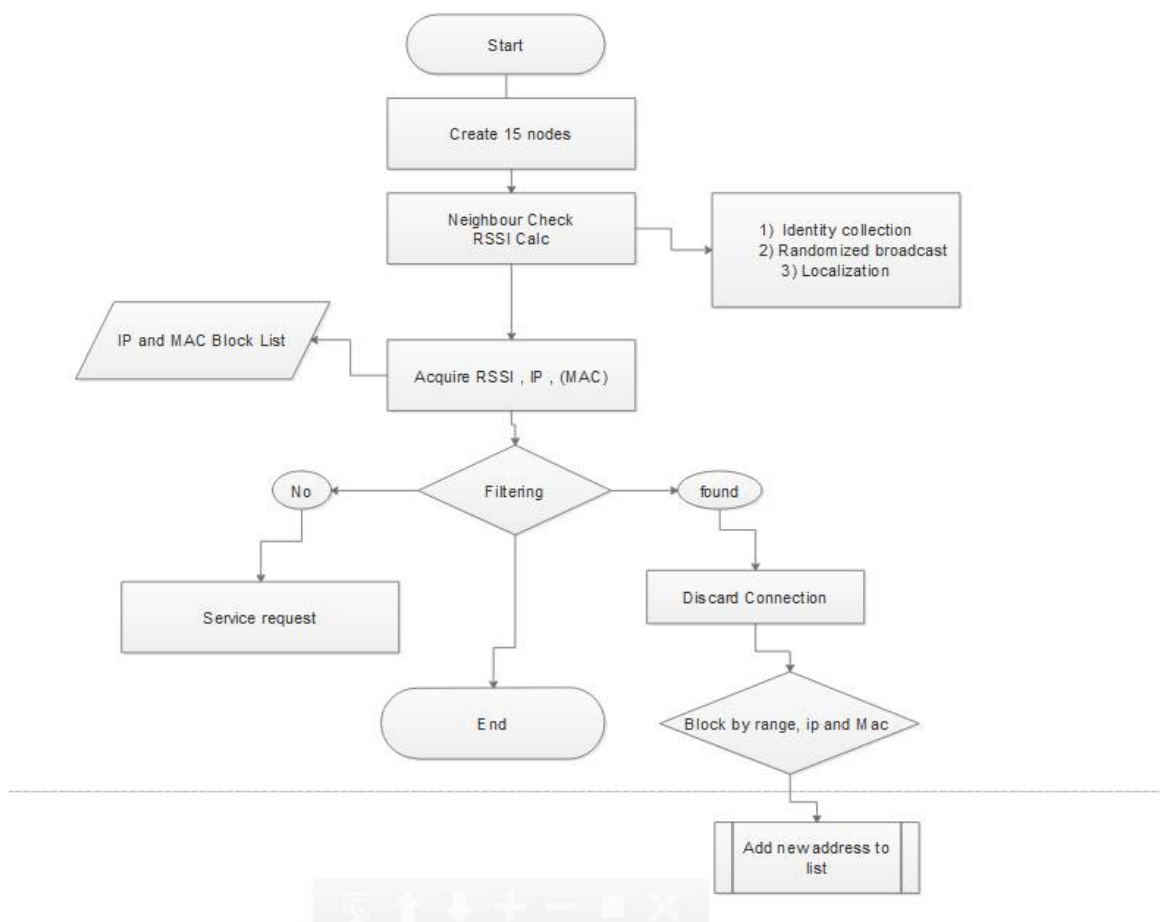 Start
Create 15 nodes
Neighbour Check
RSSI Calc
1) Identity collection
2) Randomized broadcast
3) Localization
IP and MAC Block List
Acquire RSSI , IP , (MAC)
No
Filtering
found
Discard Connection
Service request
End
Block by range, ip and Mac
Add new address to
list